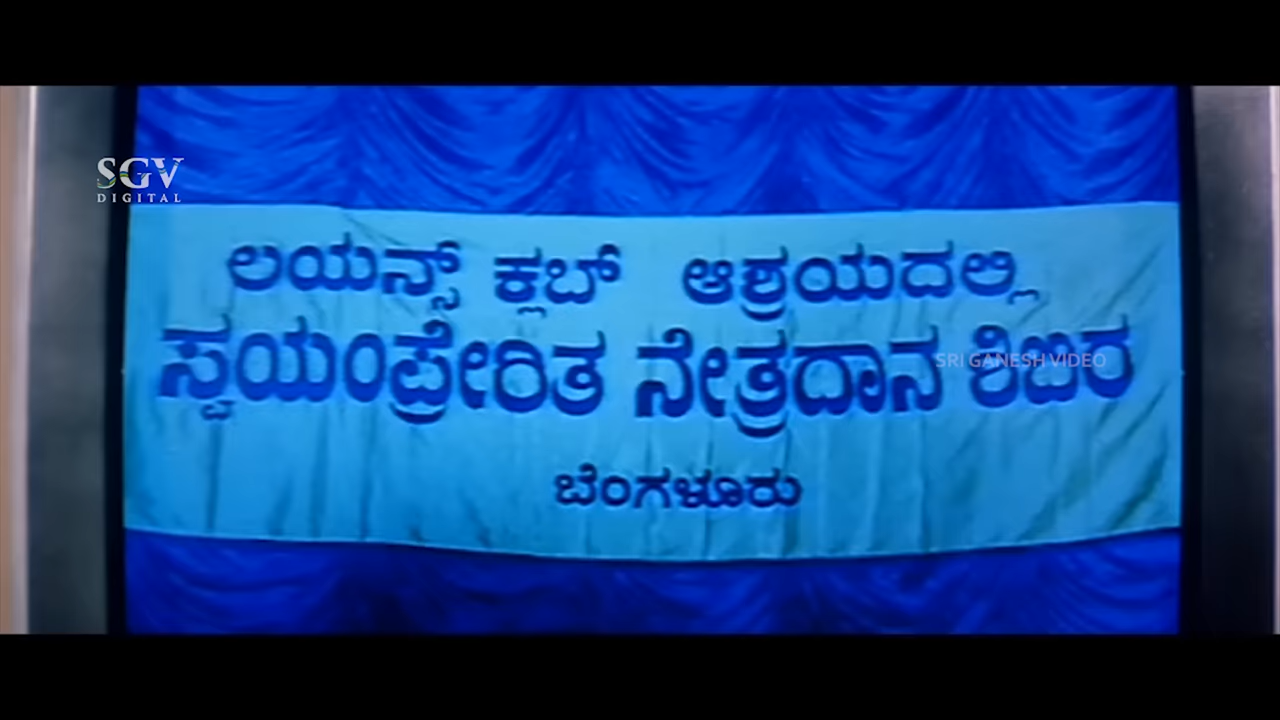 SGV
DIGITAL
ಲಯನ್ಸ್ ಕ್ಲಬ್ ಆಶ್ರಯದಲ್ಲಿ
ಸ್ವಯಂಪ್ರೇರಿತ ನೇತ್ರದಾನ ಶಿಬಿರ
SRI GANESH VIDEO
ಬೆಂಗಳೂರು